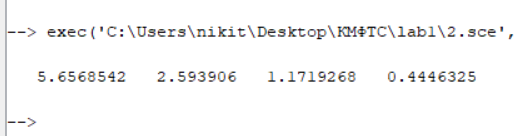 --> exec('C:\Users\nikit\Desktop\КМФТС\lab1\2.sce',
5.6568542 2.593906 1.1719268 0.4446325
-->